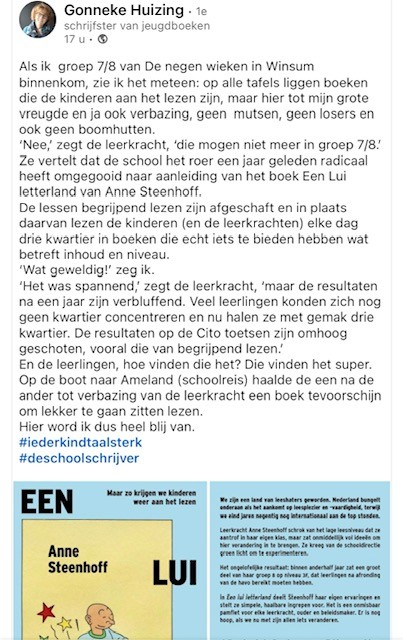 Gonneke Huizing • 1e
schrijfster van jeugdboeken
17 u •
Als ik groep 7/8 van De negen wieken in Winsum
binnenkom, zie ik het meteen: op alle tafels liggen boeken
die de kinderen aan het lezen zijn, maar hier tot mijn grote
vreugde en ja ook verbazing, geen mutsen, geen losers en
ook geen boomhutten.
‘Nee,’ zegt de leerkracht, ‘die mogen niet meer in groep 7/8.’
Ze vertelt dat de school het roer een jaar geleden radicaal
heeft omgegooid naar aanleiding van het boek Een Lui
letterland van Anne Steenhoff.
De lessen begrijpend lezen zijn afgeschaft en in plaats
daarvan lezen de kinderen (en de leerkrachten) elke dag
drie kwartier in boeken die echt iets te bieden hebben wat
betreft inhoud en niveau.
‘Wat geweldig!’ zeg ik.
‘Het was spannend,’ zegt de leerkracht, ‘maar de resultaten
na een jaar zijn verbluffend. Veel leerlingen konden zich nog
geen kwartier concentreren en nu halen ze met gemak drie
kwartier. De resultaten op de Cito toetsen zijn omhoog
geschoten, vooral die van begrijpend lezen.’
En de leerlingen, hoe vinden die het? Die vinden het super.
Op de boot naar Ameland (schoolreis) haalde de een na de
ander tot verbazing van de leerkracht een boek tevoorschijn
om lekker te gaan zitten lezen.
Hier word ik dus heel blij van.
#iederkindtaalsterk
#deschoolschrijver
EEN
Maar zo krijgen we kinderen
weer aan het lezen
Anne
Steenhoff
LUI
We zijn een land van leeshaters geworden. Nederland bungelt
onderaan als het aankomt op leesplezier en -vaardigheid, terwijl
we eind jaren negentig nog internationaal aan de top stonden.
Leerkracht Anne Steenhoff schrok van het lage leesniveau dat ze
aantrof in haar eigen klas, maar zat onmiddellijk vol ideeën om
hier verandering in te brengen. Ze kreeg van de schooldirectie
groen licht om te experimenteren.
Het ongelofelijke resultaat: binnen anderhalf jaar zat een groot
deel van haar groep 8 op niveau 3F, dat leerlingen na afronding
van de havo bereikt moeten hebben.
In Een lui letterland deelt Steenhoff haar eigen ervaringen en
stelt ze simpele, haalbare ingrepen voor. Het is een onmisbaar
pamflet voor elke leerkracht, ouder en beleidsmaker. Er is nog
hoop, als we nu met zijn allen iets veranderen.